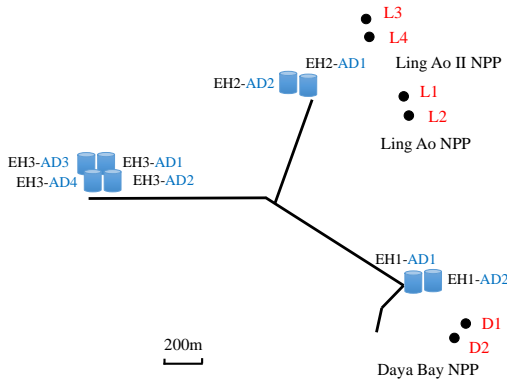 L3
L4
EH2-AD1
Ling Ao II NPP
EH2-AD2
L1
L2
Ling Ao NPP
EH3-AD3
EH3-AD1
EH3-AD4
EH3-AD2
EH1-AD1
EH1-AD2
D1
200m
D2
Daya Bay NPP